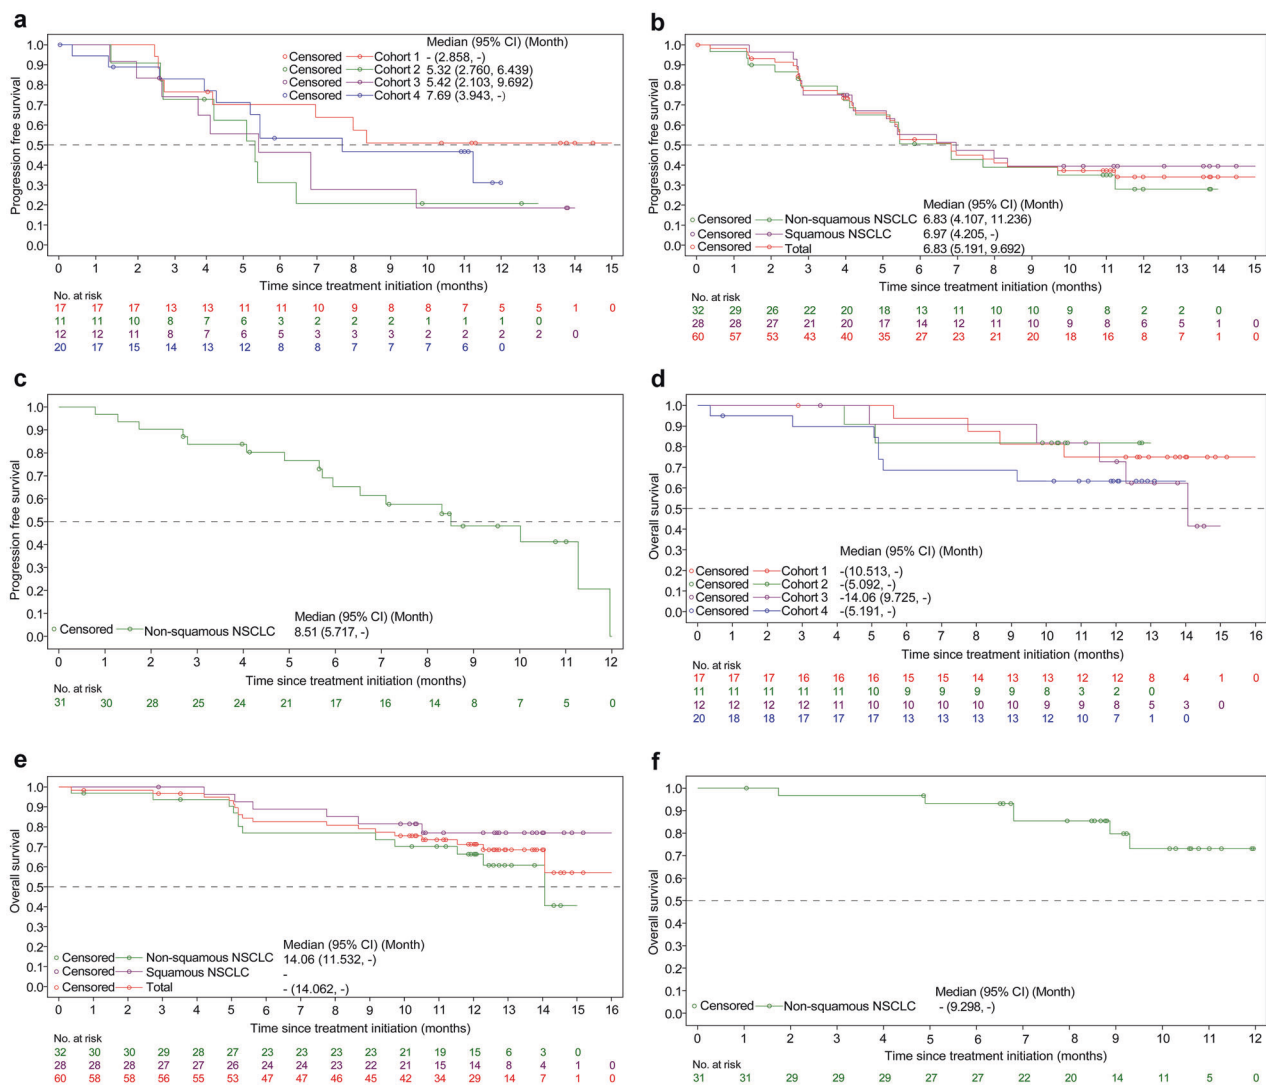 a
Median (95% CI) (Month)
Censored Cohort 1 - (2.858, -)
Censored Cohort 2 5.32 (2.760, 6.439)
Censored Cohort 3 5.42 (2.103, 9.692)
Censored Cohort 4 7.69 (3.943, -)
Progression free survival
1.0
0.9
0.8
0.7
0.6
0.5
0.4
0.3
0.2
0.1
0.0
0 1 2 3 4 5 6 7 8 9 10 11 12 13 14 15
Time since treatment initiation (months)
No. at risk
17 17 17 13 13 11 11 10 9 8 8 7 5 5 1 0
11 11 10 8 7 6 3 2 2 2 1 1 1 0
12 12 11 8 7 6 5 3 3 3 2 2 2 2 0
20 17 15 14 13 12 8 8 7 7 7 6 0
b
Progression free survival
1.0
0.9
0.8
0.7
0.6
0.5
0.4
0.3
0.2
0.1
0.0
Median (95% CI) (Month)
Censored Non-squamous NSCLC 6.83 (4.107, 11.236)
Censored Squamous NSCLC 6.97 (4.205, -)
Censored Total 6.83 (5.191, 9.692)
0 1 2 3 4 5 6 7 8 9 10 11 12 13 14 15
Time since treatment initiation (months)
No. at risk
32 29 26 22 20 18 13 11 10 10 9 8 2 2 0
28 28 27 21 20 17 14 12 11 10 9 8 6 5 1 0
60 57 53 43 40 35 27 23 21 20 18 16 8 7 1 0
c
Progression free survival
1.0
0.9
0.8
0.7
0.6
0.5
0.4
0.3
0.2
0.1
0.0
Median (95% CI) (Month)
Censored Non-squamous NSCLC 8.51 (5.717, -)
0 1 2 3 4 5 6 7 8 9 10 11 12
Time since treatment initiation (months)
No. at risk
31 30 28 25 24 21 17 16 14 8 7 5 0
d
Overall survival
1.0
0.9
0.8
0.7
0.6
0.5
0.4
0.3
0.2
0.1
0.0
Median (95% CI) (Month)
Censored Cohort 1 -(10.513, -)
Censored Cohort 2 -(5.092, -)
Censored Cohort 3 -14.06 (9.725, -)
Censored Cohort 4 -(5.191, -)
0 1 2 3 4 5 6 7 8 9 10 11 12 13 14 15 16
Time since treatment initiation (months)
No. at risk
17 17 17 16 16 16 15 15 14 13 13 12 12 8 4 1 0
11 11 11 11 11 10 9 9 9 9 8 3 2 0
12 12 12 12 11 10 10 10 10 10 9 9 8 5 3 0
20 18 18 17 17 17 13 13 13 13 12 10 7 1 0
e
Overall survival
1.0
0.9
0.8
0.7
0.6
0.5
0.4
0.3
0.2
0.1
0.0
Median (95% CI) (Month)
Censored Non-squamous NSCLC 14.06 (11.532, -)
Censored Squamous NSCLC -
Censored Total - (14.062, -)
0 1 2 3 4 5 6 7 8 9 10 11 12 13 14 15 16
Time since treatment initiation (months)
No. at risk
32 30 30 29 28 27 23 23 23 23 21 19 15 6 3 0
28 28 28 27 27 26 24 24 23 22 21 15 14 8 4 1 0
60 58 58 56 55 53 47 47 46 45 42 34 29 14 7 1 0
f
Overall survival
1.0
0.9
0.8
0.7
0.6
0.5
0.4
0.3
0.2
0.1
0.0
Median (95% CI) (Month)
Censored Non-squamous NSCLC - (9.298, -)
0 1 2 3 4 5 6 7 8 9 10 11 12
Time since treatment initiation (months)
No. at risk
31 31 29 29 29 27 27 22 20 14 11 5 0